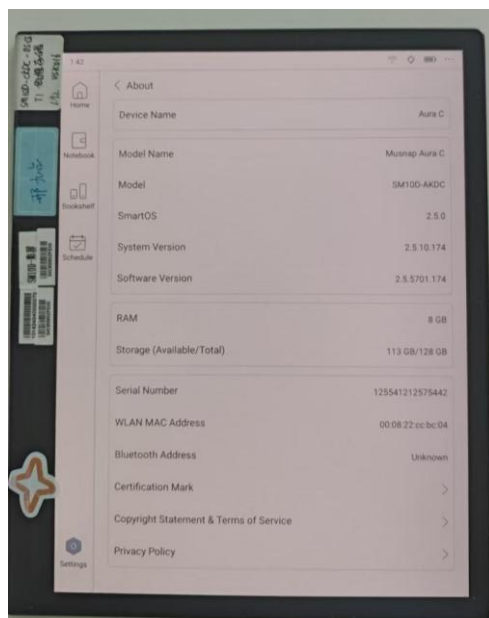 1:42
Home
Notebook
Bookshelf
Schedule
Settings
About
Device Name Aura C
Model Name Musnap Aura C
Model SM10D-AKDC
SmartOS 2.5.0
System Version 2.5.10.174
Software Version 2.5.5701.174
RAM 8 GB
Storage (Available/Total) 113 GB/128 GB
Serial Number 125541212575442
WLAN MAC Address 00:08:22:cc:bc:04
Bluetooth Address Unknown
Certification Mark
Copyright Statement & Terms of Service
Privacy Policy